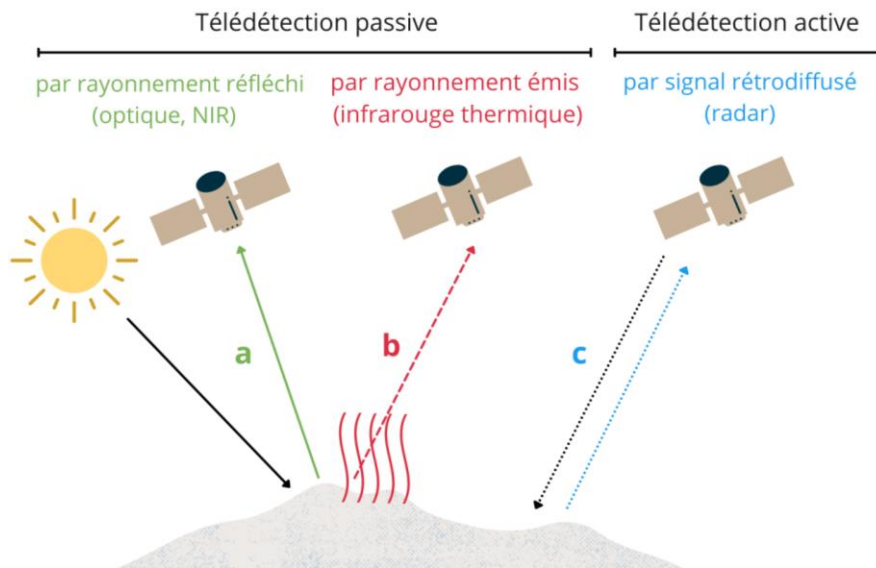 Télédétection passive
Télédétection active
par rayonnement réfléchi
(optique, NIR)
par rayonnement émis
(infrarouge thermique)
par signal rétrodiffusé
(radar)
a
b
c